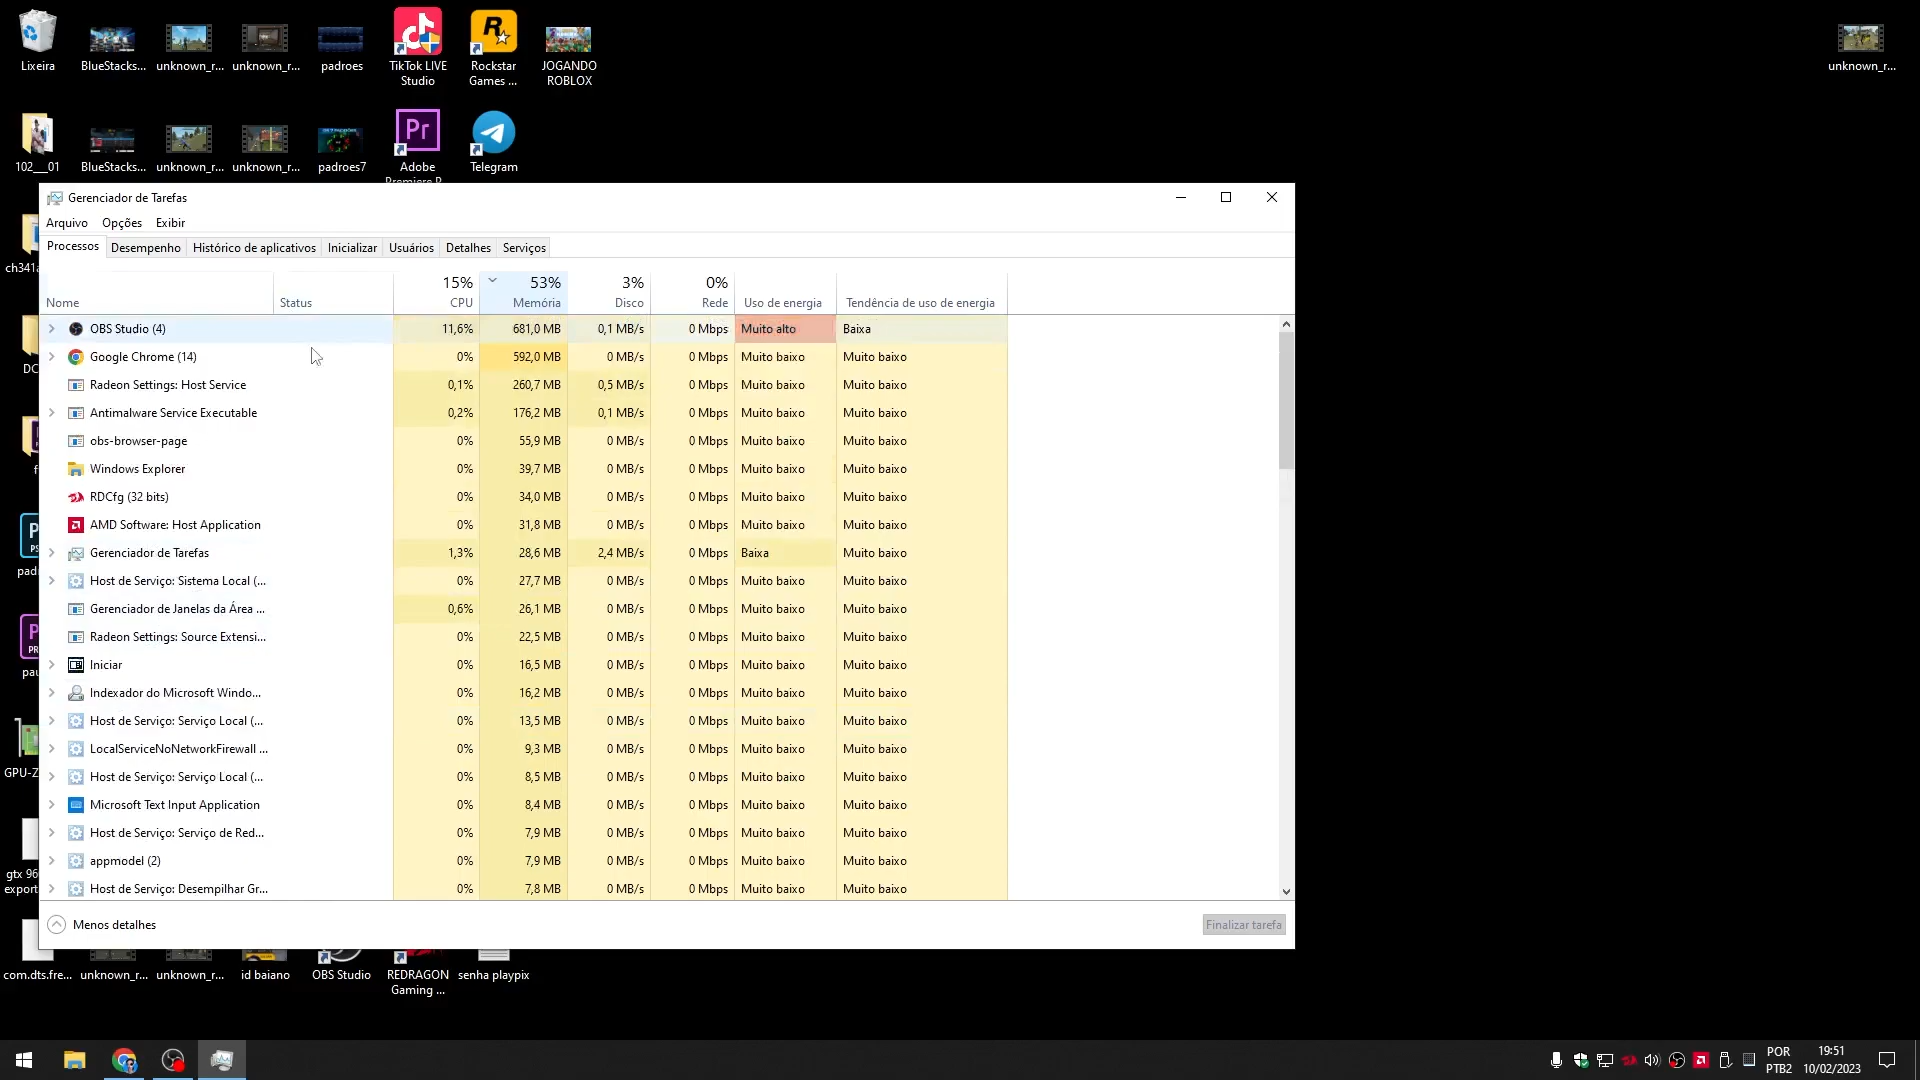 Lixeira
BlueStacks...
unknown_r...
unknown_r...
padroes
TikTok LIVE
Studio
Rockstar
Games ...
JOGANDO
ROBLOX
unknown_r...
102___01
BlueStacks...
unknown_r...
unknown_r...
padroes7
Pr
Adobe
Premiere P...
Telegram
Gerenciador de Tarefas
Arquivo Opções Exibir
Processos Desempenho Histórico de aplicativos Inicializar Usuários Detalhes Serviços
15% 53% 3% 0%
Nome Status CPU Memória Disco Rede Uso de energia Tendência de uso de energia
OBS Studio (4) 11,6% 681,0 MB 0,1 MB/s 0 Mbps Muito alto Baixa
Google Chrome (14) 0% 592,0 MB 0 MB/s 0 Mbps Muito baixo Muito baixo
Radeon Settings: Host Service 0,1% 260,7 MB 0,5 MB/s 0 Mbps Muito baixo Muito baixo
Antimalware Service Executable 0,2% 176,2 MB 0,1 MB/s 0 Mbps Muito baixo Muito baixo
obs-browser-page 0% 55,9 MB 0 MB/s 0 Mbps Muito baixo Muito baixo
Windows Explorer 0% 39,7 MB 0 MB/s 0 Mbps Muito baixo Muito baixo
RDCfg (32 bits) 0% 34,0 MB 0 MB/s 0 Mbps Muito baixo Muito baixo
AMD Software: Host Application 0% 31,8 MB 0 MB/s 0 Mbps Muito baixo Muito baixo
Gerenciador de Tarefas 1,3% 28,6 MB 2,4 MB/s 0 Mbps Baixa Muito baixo
Host de Serviço: Sistema Local (... 0% 27,7 MB 0 MB/s 0 Mbps Muito baixo Muito baixo
Gerenciador de Janelas da Área ... 0,6% 26,1 MB 0 MB/s 0 Mbps Muito baixo Muito baixo
Radeon Settings: Source Extensi... 0% 22,5 MB 0 MB/s 0 Mbps Muito baixo Muito baixo
Iniciar 0% 16,5 MB 0 MB/s 0 Mbps Muito baixo Muito baixo
Indexador do Microsoft Windo... 0% 16,2 MB 0 MB/s 0 Mbps Muito baixo Muito baixo
Host de Serviço: Serviço Local (... 0% 13,5 MB 0 MB/s 0 Mbps Muito baixo Muito baixo
LocalServiceNoNetworkFirewall ... 0% 9,3 MB 0 MB/s 0 Mbps Muito baixo Muito baixo
Host de Serviço: Serviço Local (... 0% 8,5 MB 0 MB/s 0 Mbps Muito baixo Muito baixo
Microsoft Text Input Application 0% 8,4 MB 0 MB/s 0 Mbps Muito baixo Muito baixo
Host de Serviço: Serviço de Red... 0% 7,9 MB 0 MB/s 0 Mbps Muito baixo Muito baixo
appmodel (2) 0% 7,9 MB 0 MB/s 0 Mbps Muito baixo Muito baixo
Host de Serviço: Desempilhar Gr... 0% 7,8 MB 0 MB/s 0 Mbps Muito baixo Muito baixo
Menos detalhes Finalizar tarefa
ch341a
DC
pad
pau
GPU-Z
gtx 96
export
com.dts.fre...
unknown_r...
unknown_r...
id baiano
OBS Studio
REDRAGON
Gaming ...
senha playpix
POR
PTB2
19:51
10/02/2023